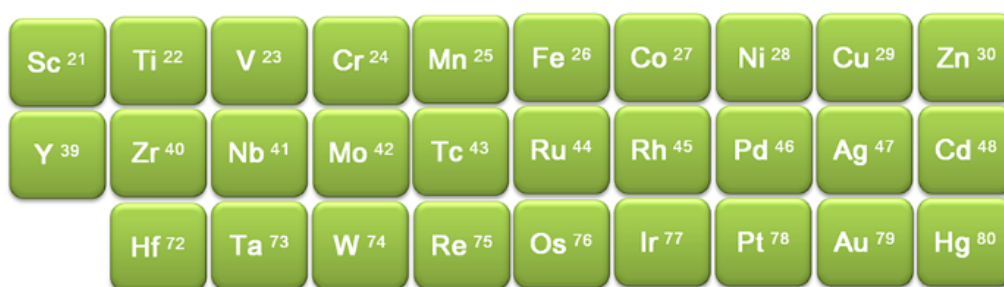 Sc 21 Ti 22 V 23 Cr 24 Mn 25 Fe 26 Co 27 Ni 28 Cu 29 Zn 30
Y 39 Zr 40 Nb 41 Mo 42 Tc 43 Ru 44 Rh 45 Pd 46 Ag 47 Cd 48
Hf 72 Ta 73 W 74 Re 75 Os 76 Ir 77 Pt 78 Au 79 Hg 80